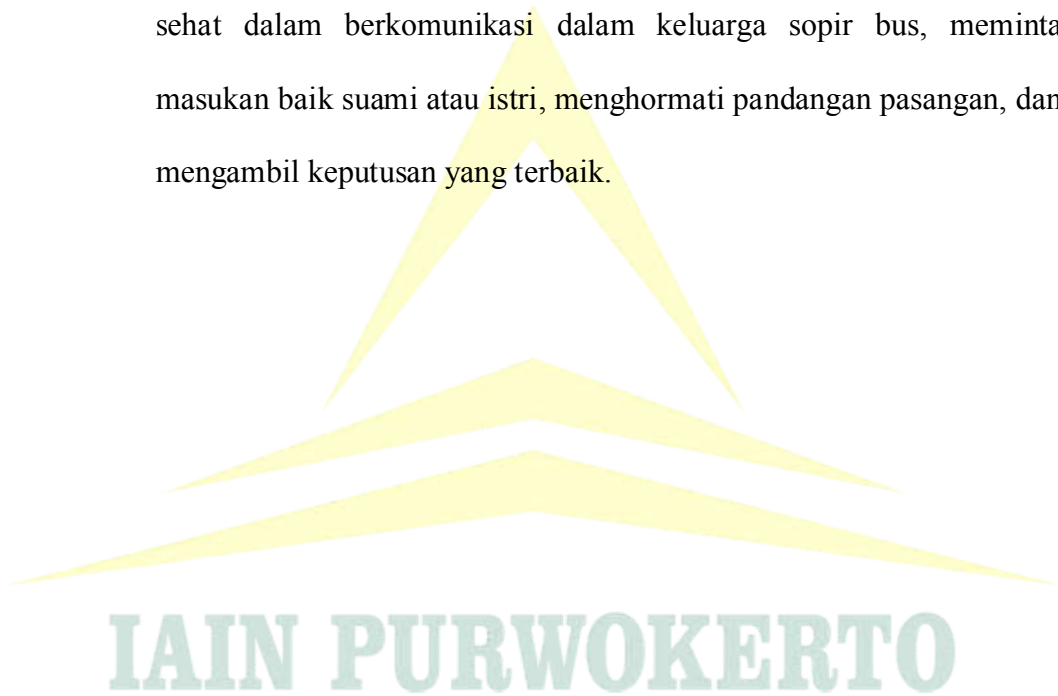 sehat dalam berkomunikasi dalam keluarga sopir bus, meminta
masukan baik suami atau istri, menghormati pandangan pasangan, dan
mengambil keputusan yang terbaik.
IAIN PURWOKERTO